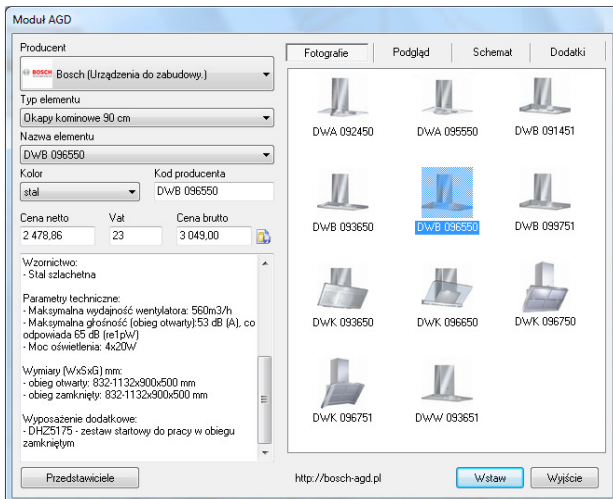 Moduł AGD
Producent
BOSCH Bosch (Urządzenia do zabudowy.)
Typ elementu
Okapy kominowe 90 cm
Nazwa elementu
DWB 096550
Kolor Kod producenta
stal DWB 096550
Cena netto Vat Cena brutto
2 478,86 23 3 049,00
Wzornictwo:
- Stal szlachetna
Parametry techniczne:
- Maksymalna wydajność wentylatora: 560m3/h
- Maksymalna głośność (obieg otwarty):53 dB (A), co
odpowiada 65 dB (re1pW)
- Moc oświetlenia: 4x20W
Wymiary (WxSxG) mm:
- obieg otwarty: 832-1132x900x500 mm
- obieg zamknięty: 832-1132x900x500 mm
Wyposażenie dodatkowe:
- DHZ5175 - zestaw startowy do pracy w obiegu
zamkniętym
Fotografie Podgląd Schemat Dodatki
DWA 092450 DWA 095550 DWB 091451
DWB 093650 DWB 096550 DWB 099751
DWK 093650 DWK 096650 DWK 096750
DWK 096751 DWW 093651
Przedstawiciele http://bosch-agd.pl Wstaw Wyjście